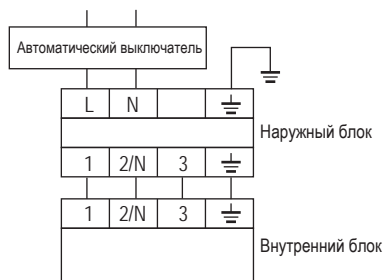 L N
Автоматический выключатель
L N
Наружный блок
1 2/N 3
1 2/N 3
Внутренний блок